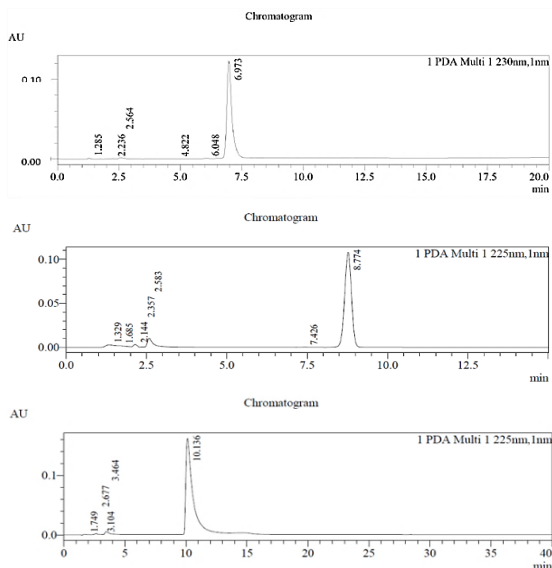 Chromatogram
AU
1 PDA Multi 1 230nm,1nm
0.10
6.973
2.564
1.285
2.236
4.822
6.048
0.00
0.0 2.5 5.0 7.5 10.0 12.5 15.0 17.5 20.0
min
Chromatogram
AU
1 PDA Multi 1 225nm,1nm
0.10
8.774
2.583
0.05
2.357
1.329
1.685
2.144
7.426
0.00
0.0 2.5 5.0 7.5 10.0 12.5
min
Chromatogram
AU
1 PDA Multi 1 225nm,1nm
10.136
3.464
0.1
2.677
1.749
3.104
0.0
0 5 10 15 20 25 30 35 40
min